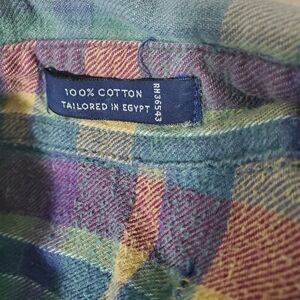 100% COTTON
TAILORED IN EGYPT
RN36543